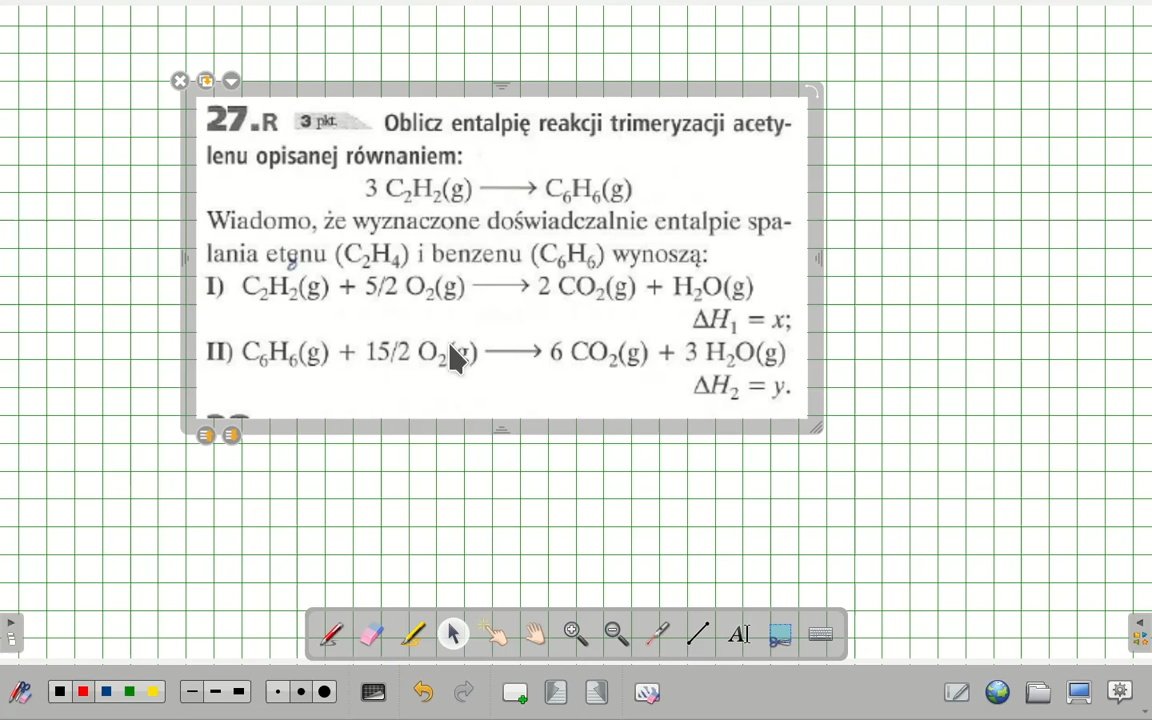 27.R 3 pkt. Oblicz entalpię reakcji trimeryzacji acety-
lenu opisanej równaniem:
3 C₂H₂(g) ⟶ C₆H₆(g)
Wiadomo, że wyznaczone doświadczalnie entalpie spa-
lania etenu (C₂H₄) i benzenu (C₆H₆) wynoszą:
I) C₂H₂(g) + 5/2 O₂(g) ⟶ 2 CO₂(g) + H₂O(g)
ΔH₁ = x;
II) C₆H₆(g) + 15/2 O₂(g) ⟶ 6 CO₂(g) + 3 H₂O(g)
ΔH₂ = y.
A